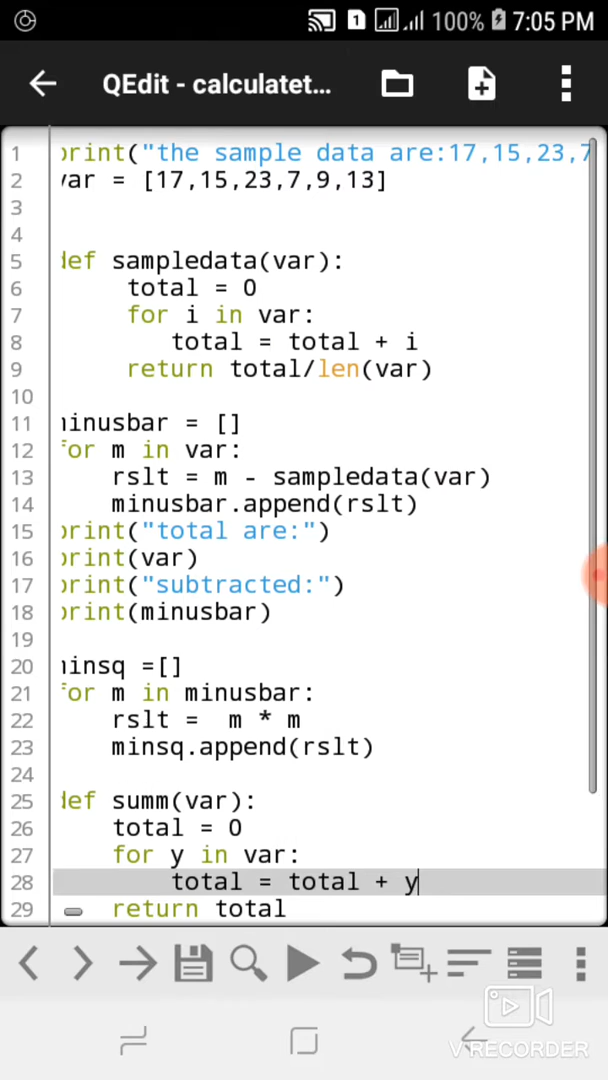 1 100% 7:05 PM
QEdit - calculatet...
1 print("the sample data are:17,15,23,7
2 var = [17,15,23,7,9,13]
3
4
5 def sampledata(var):
6 total = 0
7 for i in var:
8 total = total + i
9 return total/len(var)
10
11 minusbar = []
12 for m in var:
13 rslt = m - sampledata(var)
14 minusbar.append(rslt)
15 print("total are:")
16 print(var)
17 print("subtracted:")
18 print(minusbar)
19
20 minsq =[]
21 for m in minusbar:
22 rslt =  m * m
23 minsq.append(rslt)
24
25 def summ(var):
26 total = 0
27 for y in var:
28 total = total + y
29 return total
V RECORDER